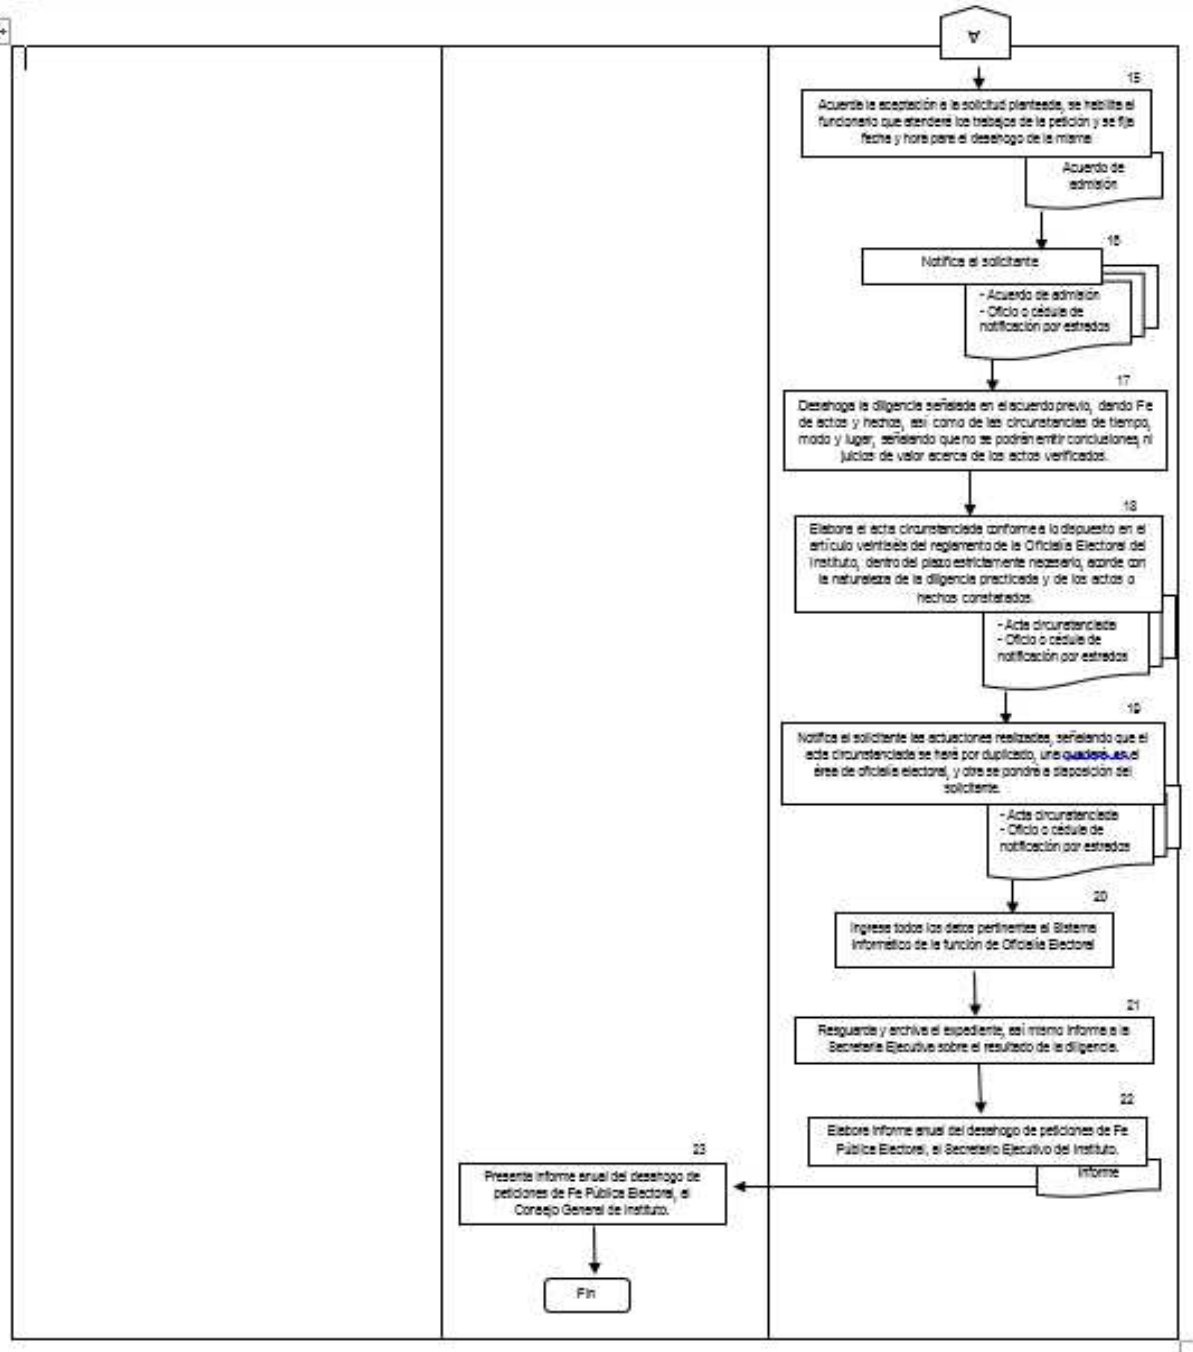 A
15
Acuerda la aceptación a la solicitud planteada, se habilita al
funcionario que atenderá los trabajos de la petición y se fija
fecha y hora para el desahogo de la misma
Acuerdo de
admisión
16
Notifica al solicitante
- Acuerdo de admisión
- Oficio o cédula de
notificación por estrados
17
Desahoga la diligencia señalada en el acuerdo previo, dando Fe
de actos y hechos, así como de las circunstancias de tiempo,
modo y lugar, señalando que no se podrán emitir conclusiones, ni
juicios de valor acerca de los actos verificados.
18
Elabora el acta circunstanciada conforme a lo dispuesto en el
artículo veintiséis del reglamento de la Oficialía Electoral del
Instituto, dentro del plazo estrictamente necesario, acorde con
la naturaleza de la diligencia practicada y de los actos o
hechos constatados.
- Acta circunstanciada
- Oficio o cédula de
notificación por estrados
19
Notifica al solicitante las actuaciones realizadas, señalando que el
acta circunstanciada se hará por duplicado, una quedará en el
área de oficialía electoral, y otra se pondrá a disposición del
solicitante.
- Acta circunstanciada
- Oficio o cédula de
notificación por estrados
20
Ingresa todos los datos pertinentes al Sistema
Informático de la función de Oficialía Electoral
21
Resguarda y archiva el expediente, así mismo informa a la
Secretaría Ejecutiva sobre el resultado de la diligencia.
22
Elabora informe anual del desahogo de peticiones de Fe
Pública Electoral, al Secretario Ejecutivo del Instituto.
Informe
23
Presenta informe anual del desahogo de
peticiones de Fe Pública Electoral, al
Consejo General de Instituto.
Fin